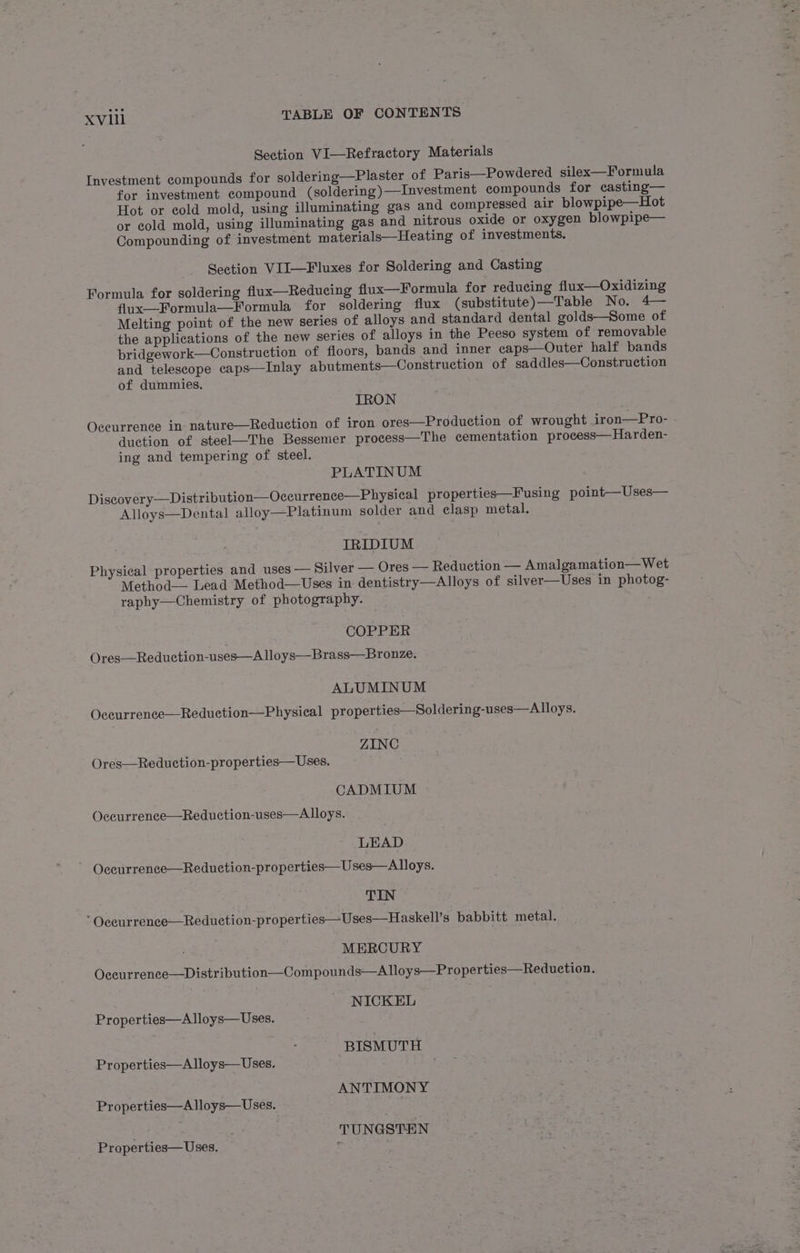 xviii TABLE OF CONTENTS
Section VI—Refractory Materials
Investment compounds for soldering—Plaster of Paris—Powdered silex—Formula
for investment compound (soldering)—Investment compounds for casting—
Hot or cold mold, using illuminating gas and compressed air blowpipe—Hot
or cold mold, using illuminating gas and nitrous oxide or oxygen blowpipe—
Compounding of investment materials—Heating of investments.
Section VII—Fluxes for Soldering and Casting
Formula for soldering flux—Reducing flux—Formula for reducing flux—Oxidizing
flux—Formula—Formula for soldering flux (substitute)—Table No. 4—
Melting point of the new series of alloys and standard dental golds—Some of
the applications of the new series of alloys in the Peeso system of removable
bridgework—Construction of floors, bands and inner caps—Outer half bands
and telescope caps—Inlay abutments—Construction of saddles—Construction
of dummies.
IRON
Occurrence in nature—Reduction of iron ores—Production of wrought iron—Pro-
duction of steel—The Bessemer process—The cementation process—Harden-
ing and tempering of steel.
PLATINUM
Discovery—Distribution—Occurrence—Physical properties—Fusing point—Uses—
Alloys—Dental alloy—Platinum solder and clasp metal.
IRIDIUM
Physical properties and uses — Silver — Ores — Reduction — Amalgamation—Wet
Method— Lead Method—Uses in dentistry—Alloys of silver—Uses in photog-
raphy—Chemistry of photography.
COPPER
Ores—Reduction-uses—Alloys—Brass—Bronze.
ALUMINUM
Occurrence—Reduction—Physical properties—Soldering-uses—Alloys.
ZINC
Ores—Reduction-properties—Uses.
CADMIUM
Occurrence—Reduction-uses—Alloys.
LEAD
Occurrence—Reduction-properties—Uses—Alloys.
TIN
Occurrence—Reduction-properties—Uses—Haskell's babbitt metal.
MERCURY
Occurrence—Distribution—Compounds—Alloys—Properties—Reduction.
NICKEL
Properties—Alloys—Uses.
BISMUTH
Properties—Alloys—Uses.
ANTIMONY
Properties—Alloys—Uses.
TUNGSTEN
Properties—Uses.